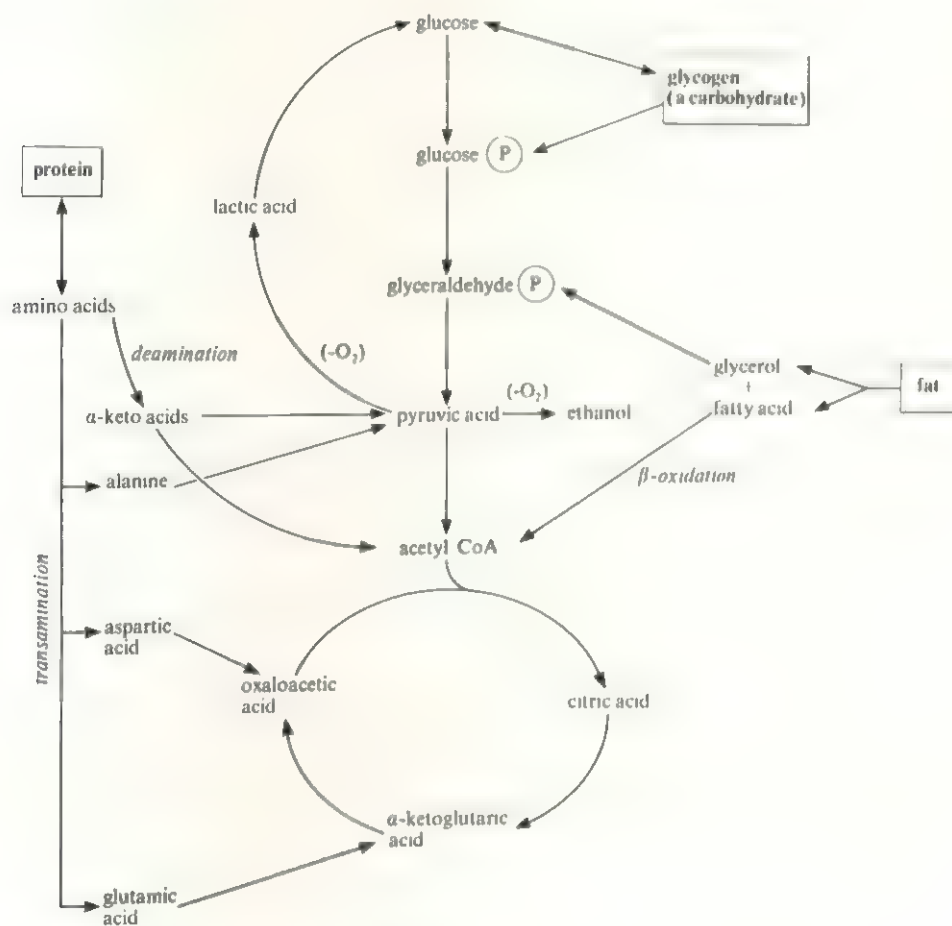 glucose
glycogen
(a carbohydrate)
glucose P
protein
lactic acid
glyceraldehyde P
amino acids
deamination
(-O₂)
glycerol
+
fatty acid
fat
α-keto acids
pyruvic acid
(-O₂)
ethanol
alanine
β-oxidation
acetyl CoA
transamination
aspartic
acid
oxaloacetic
acid
citric acid
α-ketoglutaric
acid
glutamic
acid